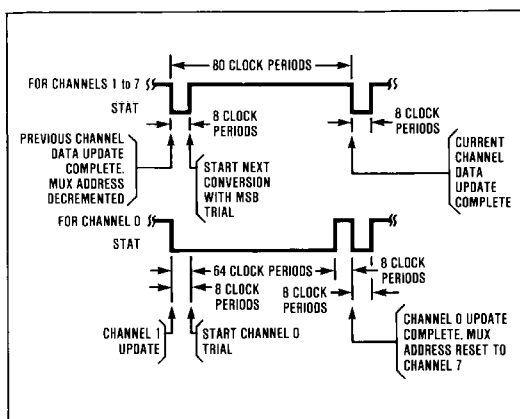 80 CLOCK PERIODS
FOR CHANNELS 1 to 7
STAT
8 CLOCK
PERIODS
8 CLOCK
PERIODS
PREVIOUS CHANNEL
DATA UPDATE
COMPLETE.
MUX ADDRESS
DECREMENTED
START NEXT
CONVERSION
WITH MSB
TRIAL
CURRENT
CHANNEL
DATA
UPDATE
COMPLETE
FOR CHANNEL 0
STAT
64 CLOCK PERIODS
8 CLOCK
PERIODS
8 CLOCK
PERIODS
8 CLOCK
PERIODS
CHANNEL 1
UPDATE
START CHANNEL 0
TRIAL
CHANNEL 0 UPDATE
COMPLETE. MUX
ADDRESS RESET TO
CHANNEL 7